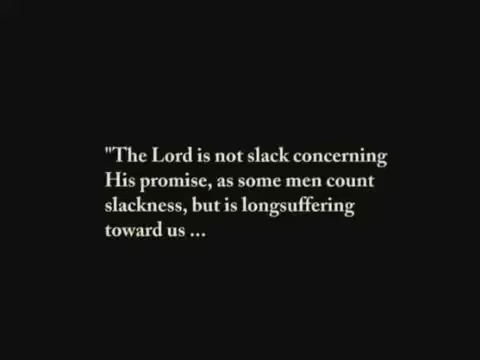 "The Lord is not slack concerning
His promise, as some men count
slackness, but is longsuffering
toward us ...